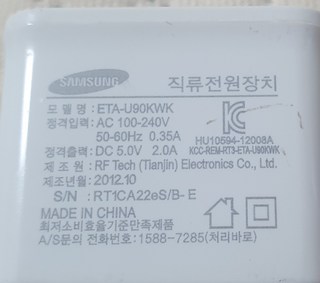 SAMSUNG 직류전원장치
모 델 명 : ETA-U90KWK
정격입력: AC 100-240V
50-60Hz 0.35A
HU10594-12008A
정격출력: DC 5.0V 2.0A
KCC-REM-RT3-ETA-U90KWK
제 조 원 : RF Tech (Tianjin) Electronics Co., Ltd.
제조년월: 2012.10
S/N : RT1CA22eS/B- E
MADE IN CHINA
최저소비효율기준만족제품
A/S문의 전화번호: 1588-7285(처리바로)